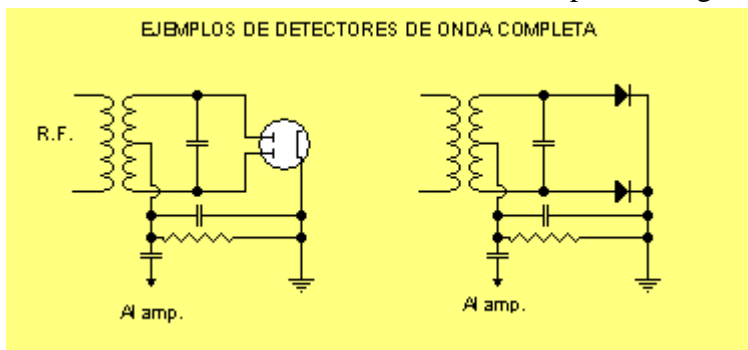 EJEMPLOS DE DETECTORES DE ONDA COMPLETA
R.F.
Al amp.
Al amp.